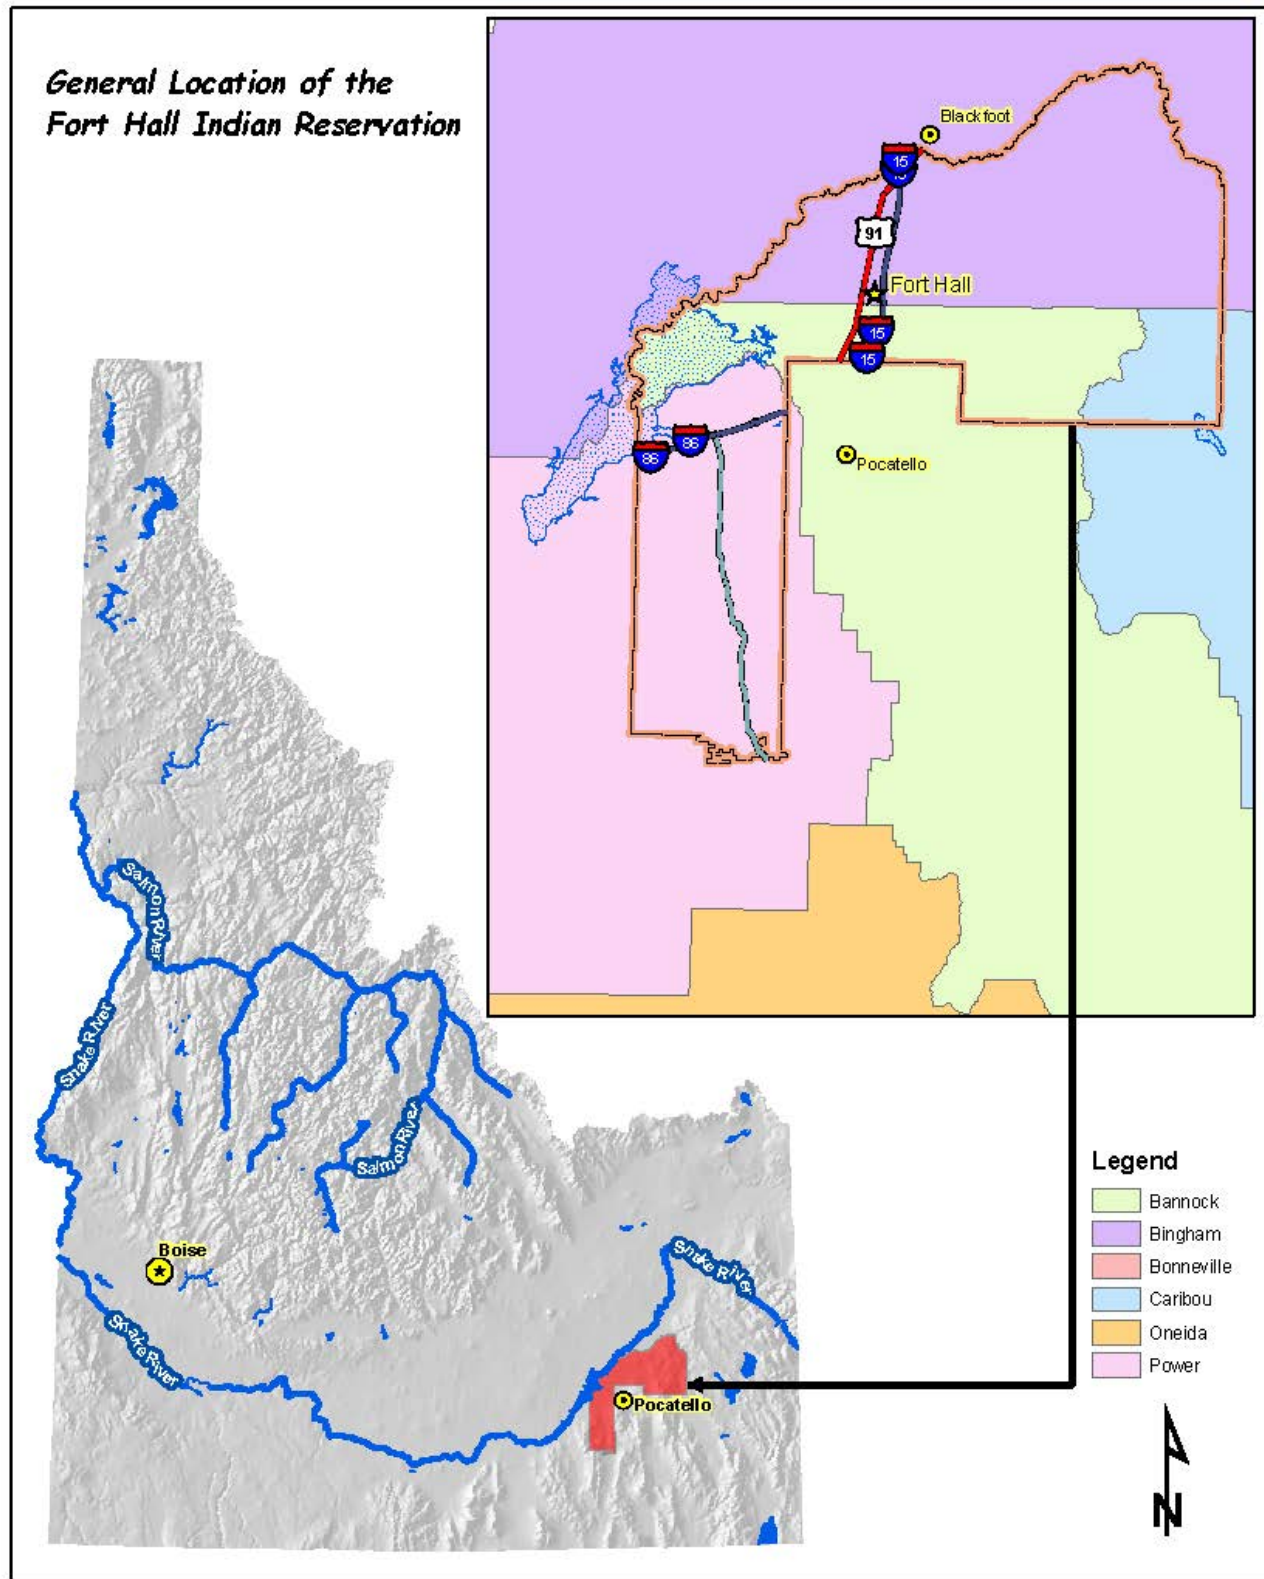 General Location of the
Fort Hall Indian Reservation
Blackfoot
15
91
Fort Hall
15
15
86
86
Pocatello
Salmon River
Snake River
Salmon River
Boise
Snake River
Snake River
Pocatello
Legend
Bannock
Bingham
Bonneville
Caribou
Oneida
Power
N